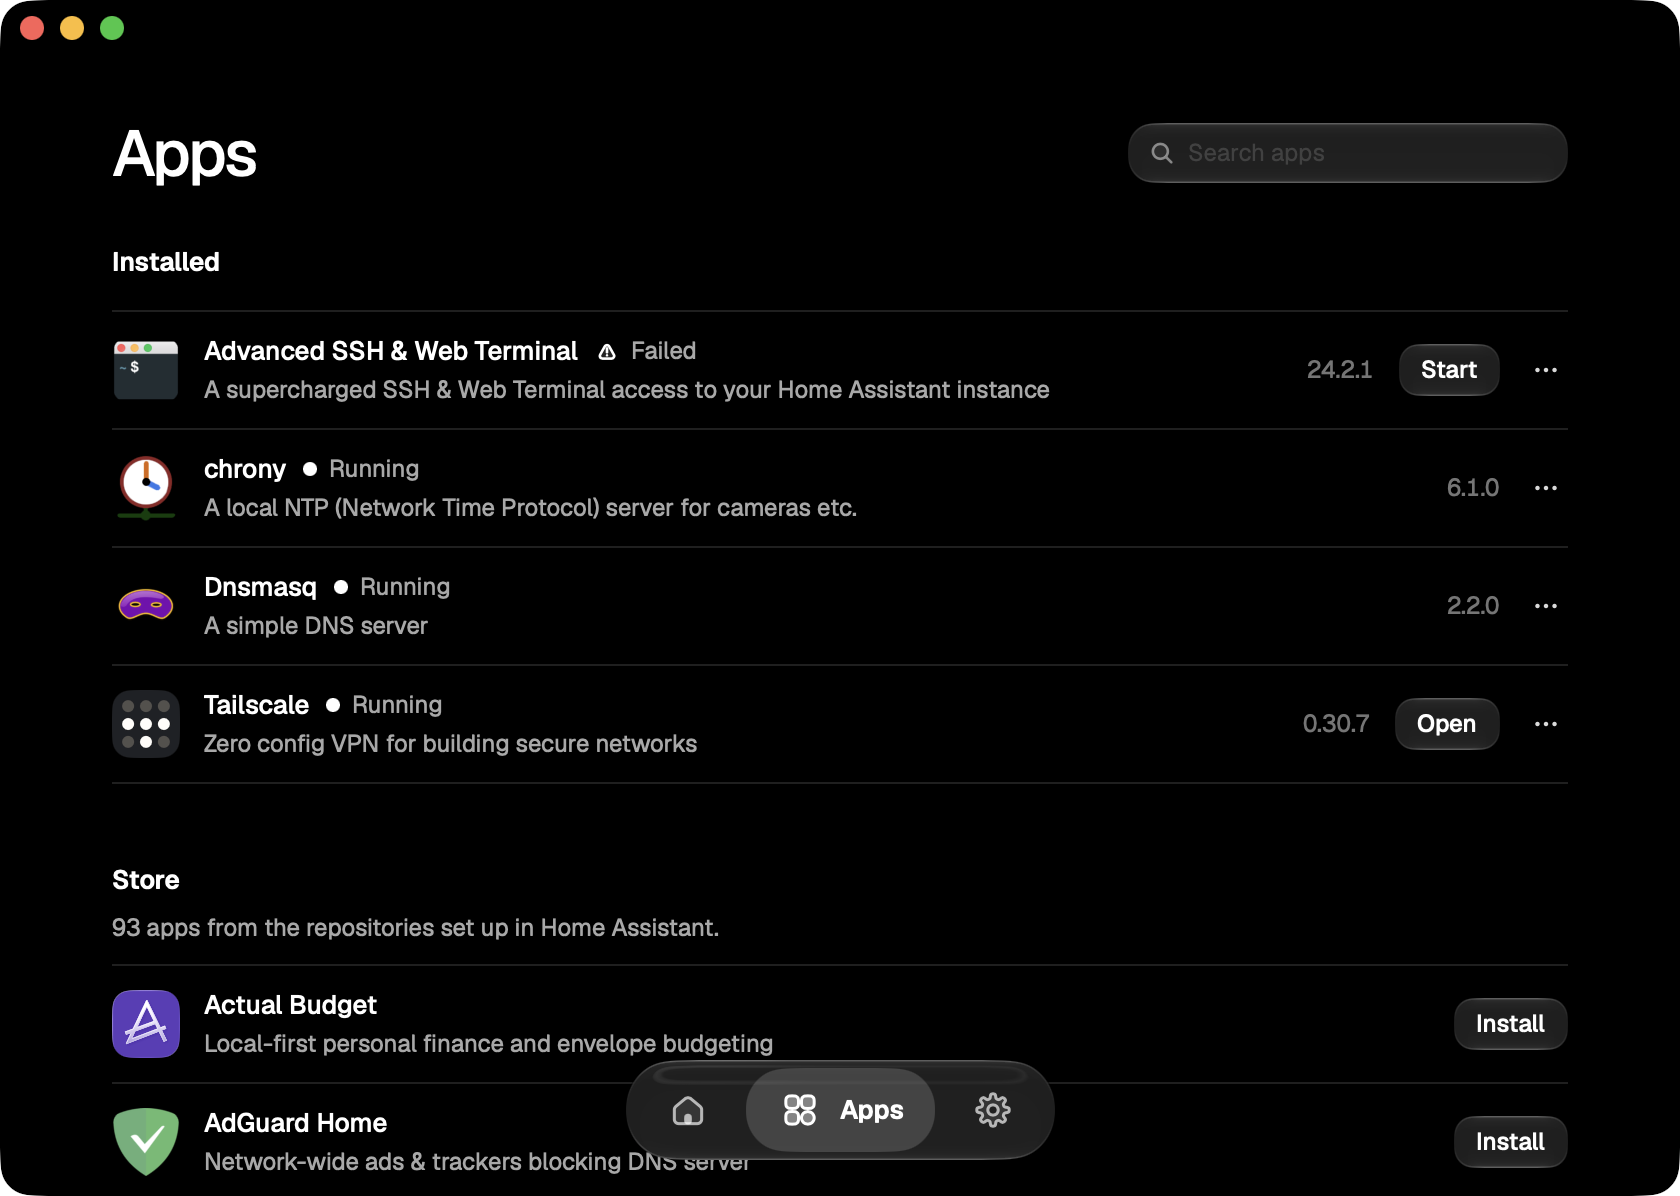 Apps
Search apps
Installed
~ $
Advanced SSH & Web Terminal Failed
A supercharged SSH & Web Terminal access to your Home Assistant instance
24.2.1
Start
chrony Running
A local NTP (Network Time Protocol) server for cameras etc.
6.1.0
Dnsmasq Running
A simple DNS server
2.2.0
Tailscale Running
Zero config VPN for building secure networks
0.30.7
Open
Store
93 apps from the repositories set up in Home Assistant.
Actual Budget
Local-first personal finance and envelope budgeting
Install
AdGuard Home
Network-wide ads & trackers blocking DNS server
Install
Apps